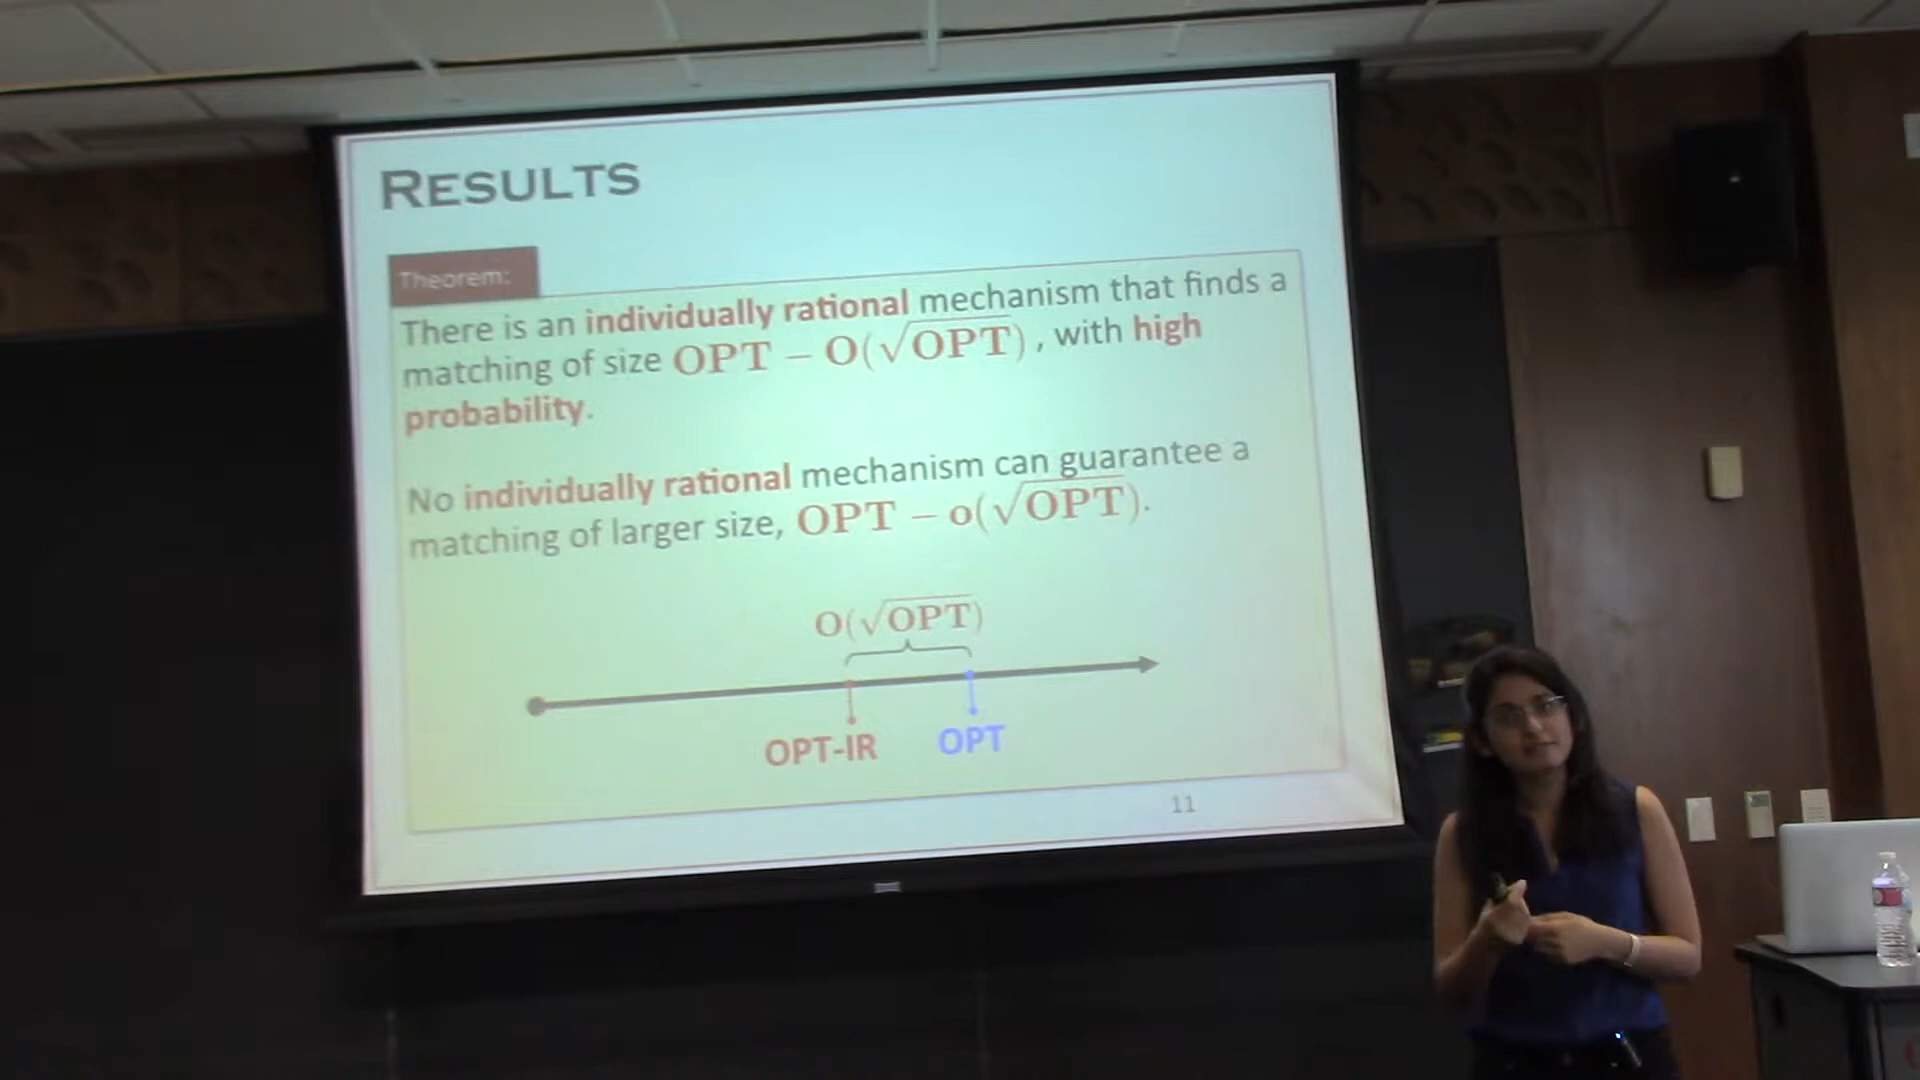 RESULTS
Theorem:
There is an individually rational mechanism that finds a
matching of size OPT − O(√OPT), with high
probability.
No individually rational mechanism can guarantee a
matching of larger size, OPT − o(√OPT).
O(√OPT)
OPT-IR OPT
11